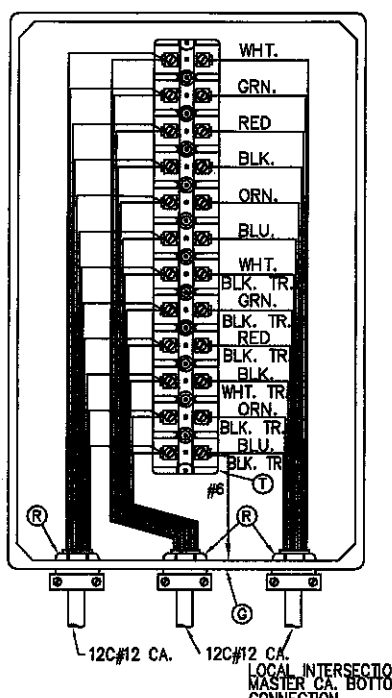 WHT.
GRN.
RED
BLK.
ORN.
BLU.
WHT.
BLK. TR.
GRN.
BLK. TR.
RED
BLK. TR.
BLK.
WHT. TR.
ORN.
BLK. TR.
BLU.
BLK. TR
#6
T
R
R
G
12C#12 CA.
12C#12 CA.
LOCAL INTERSECTIO
MASTER CA. BOTTO
CONNECTION